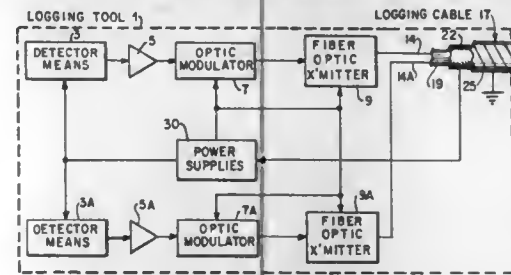 LOGGING TOOL 1
LOGGING CABLE 17
3
DETECTOR
MEANS
5
OPTIC
MODULATOR
7
FIBER
OPTIC
X'MITTER
9
14
14A
22
19
25
30
POWER
SUPPLIES
3A
DETECTOR
MEANS
5A
7A
OPTIC
MODULATOR
9A
FIBER
OPTIC
X'MITTER